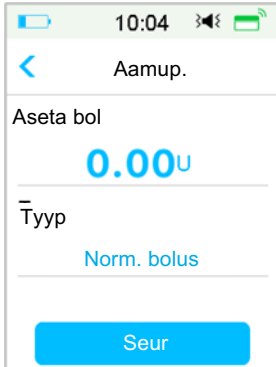 10:04
Aamup.
Aseta bol
0.00U
Tyyp
Norm. bolus
Seur